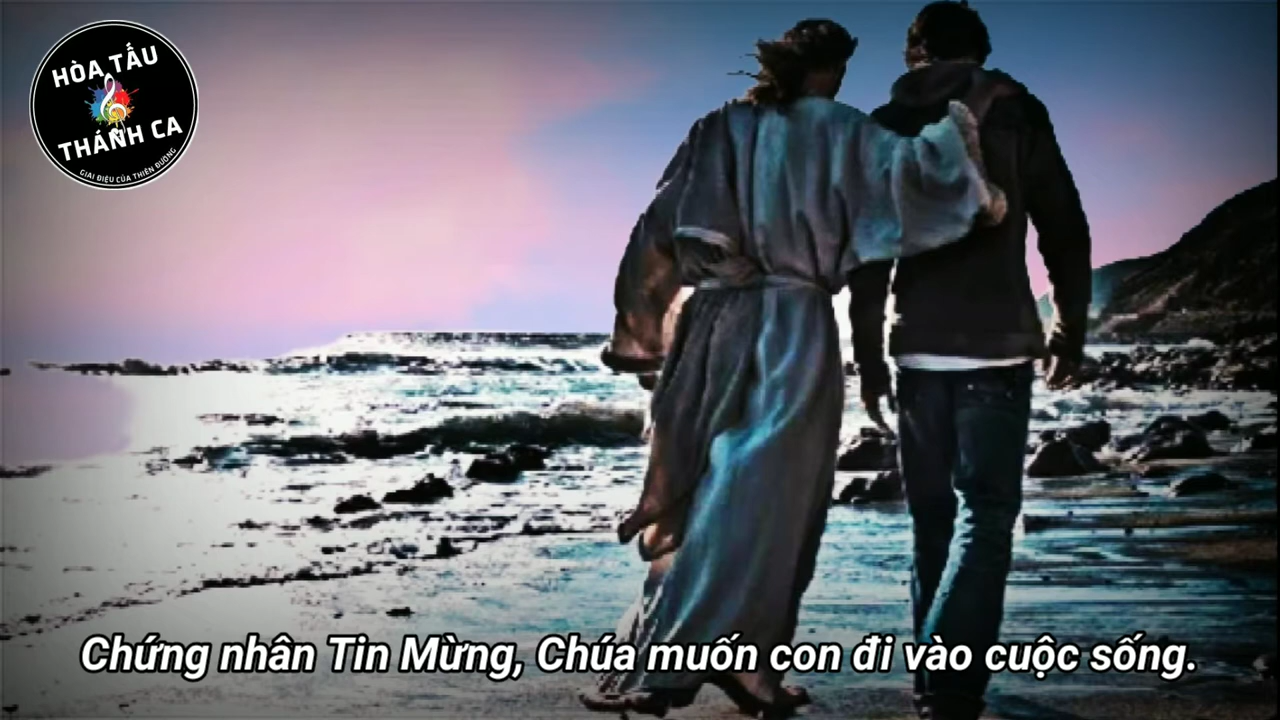 HÒA TẤU
THÁNH CA
GIAI ĐIỆU CỦA THIÊN ĐƯỜNG
Chứng nhân Tin Mừng, Chúa muốn con đi vào cuộc sống.